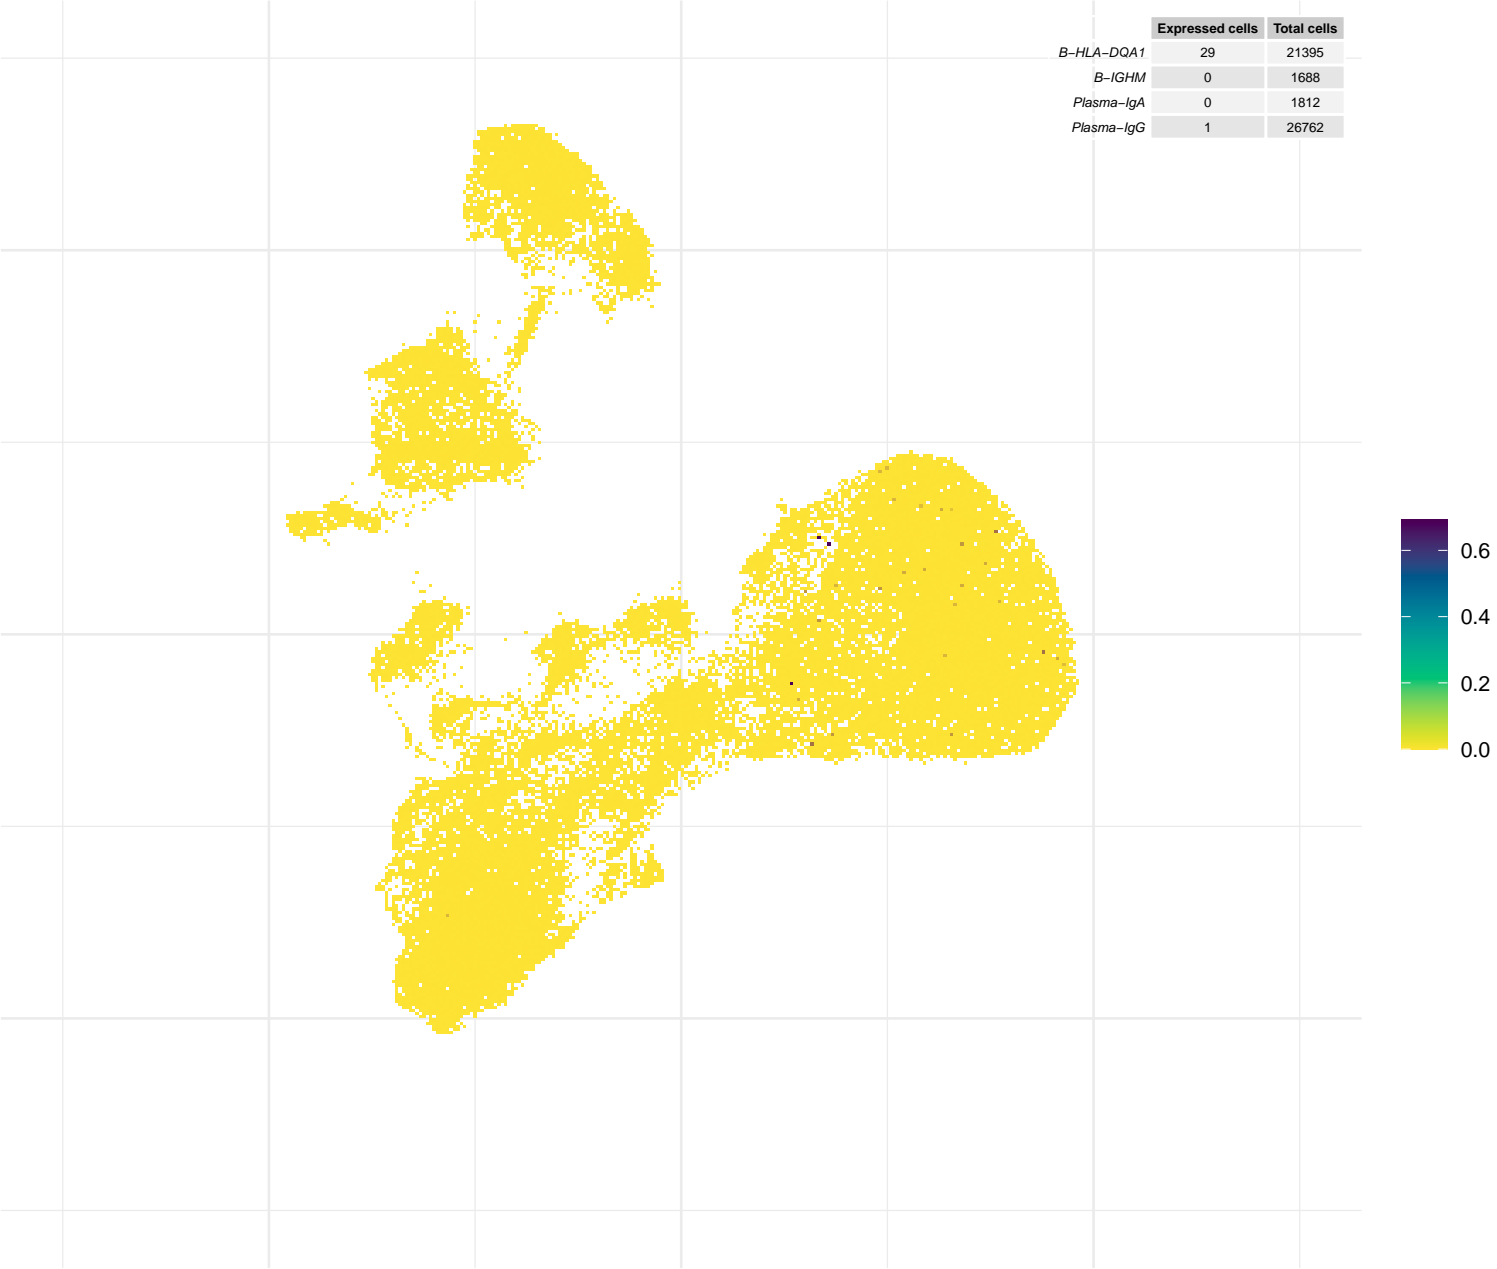 Expressed cells Total cells
B−HLA−DQA1 29 21395
B−IGHM 0 1688
Plasma−IgA 0 1812
Plasma−IgG 1 26762
0.6
0.4
0.2
0.0